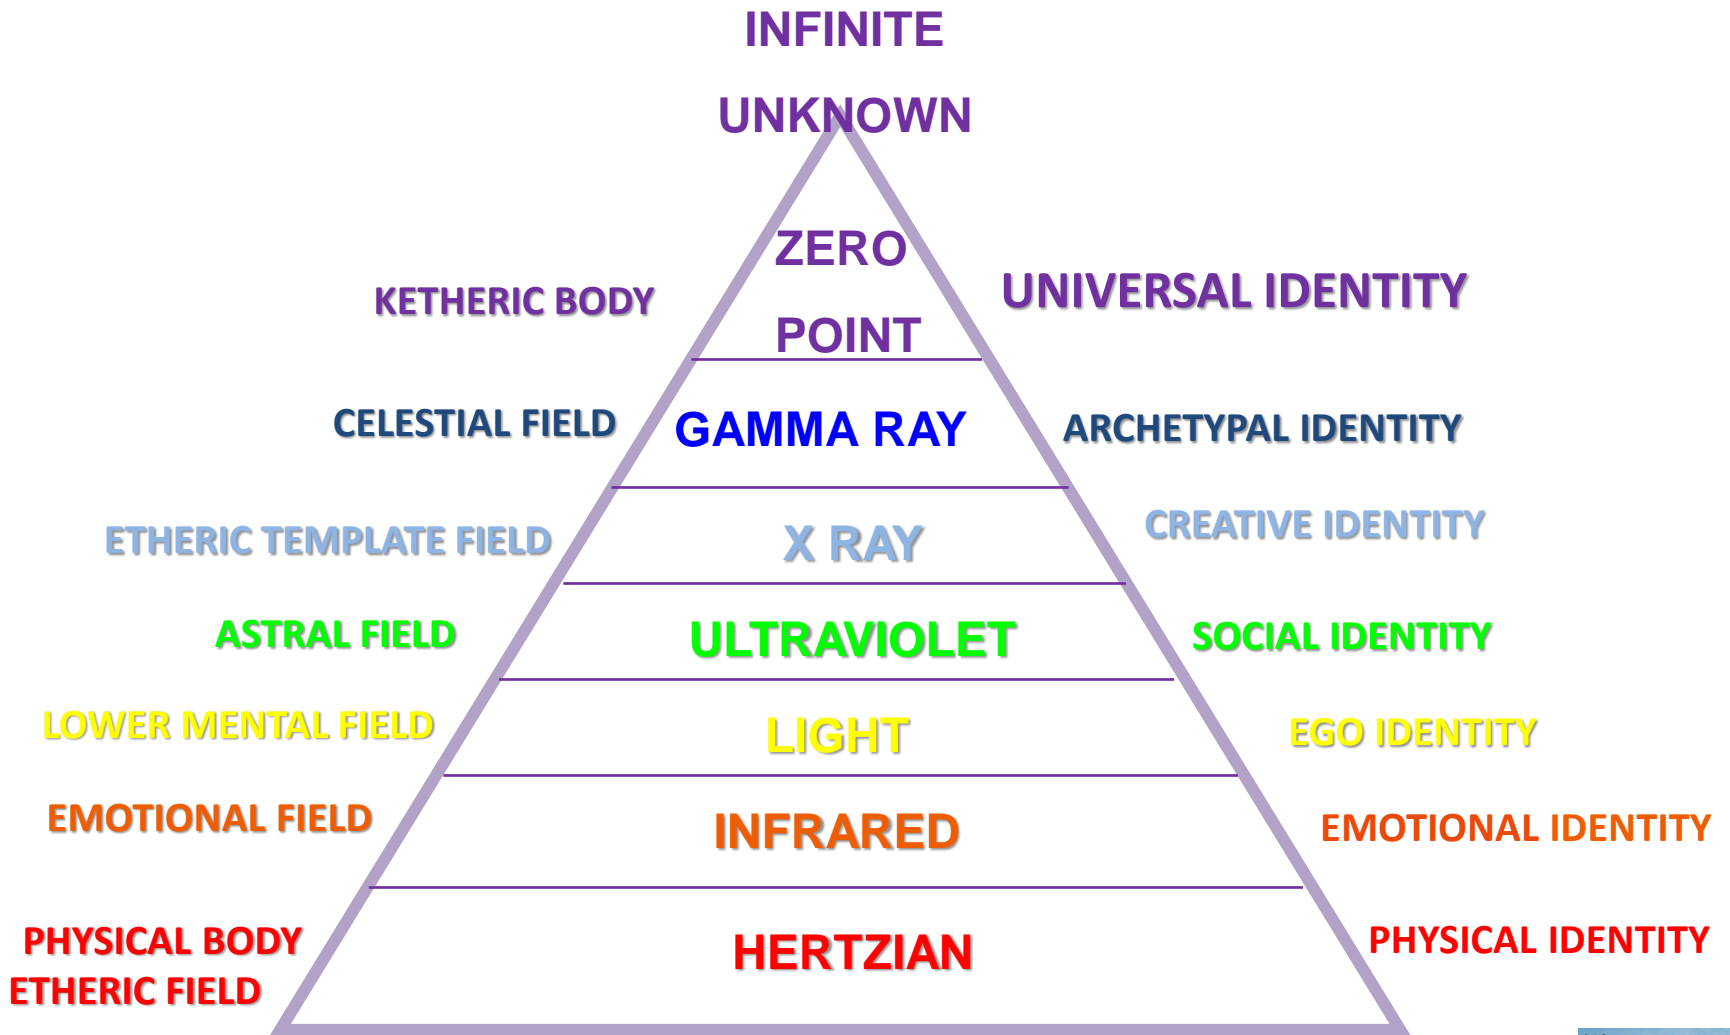 INFINITE
UNKNOWN
ZERO
KETHERIC BODY
POINT
UNIVERSAL IDENTITY
CELESTIAL FIELD
GAMMA RAY
ARCHETYPAL IDENTITY
ETHERIC TEMPLATE FIELD
X RAY
CREATIVE IDENTITY
ASTRAL FIELD
ULTRAVIOLET
SOCIAL IDENTITY
LOWER MENTAL FIELD
LIGHT
EGO IDENTITY
EMOTIONAL FIELD
INFRARED
EMOTIONAL IDENTITY
PHYSICAL BODY
ETHERIC FIELD
HERTZIAN
PHYSICAL IDENTITY